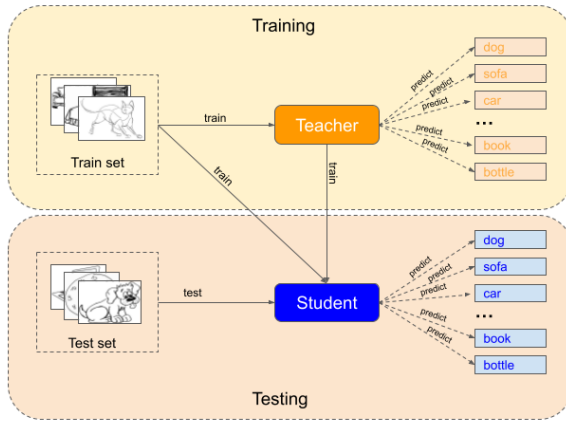 Training
Train set
train
Teacher
train
train
predict
predict
predict
predict
predict
dog
sofa
car
...
book
bottle
Test set
test
Student
predict
predict
predict
predict
predict
dog
sofa
car
...
book
bottle
Testing